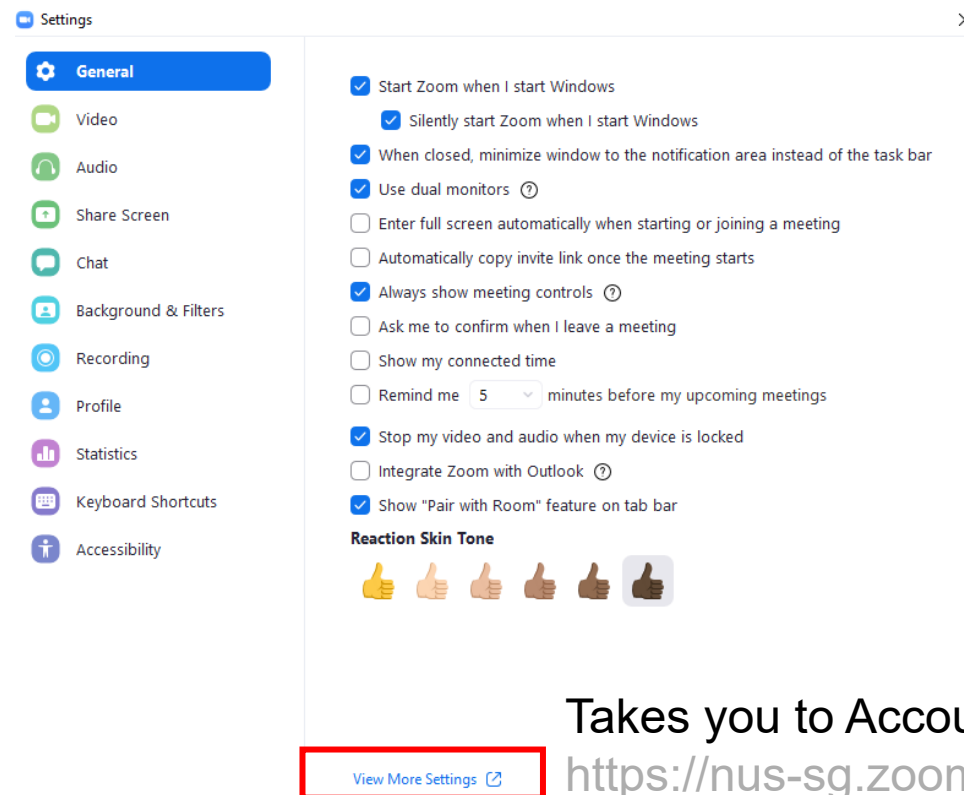 Settings
General
Video
Audio
Share Screen
Chat
Background & Filters
Recording
Profile
Statistics
Keyboard Shortcuts
Accessibility
Start Zoom when I start Windows
Silently start Zoom when I start Windows
When closed, minimize window to the notification area instead of the task bar
Use dual monitors
Enter full screen automatically when starting or joining a meeting
Automatically copy invite link once the meeting starts
Always show meeting controls
Ask me to confirm when I leave a meeting
Show my connected time
Remind me 5 minutes before my upcoming meetings
Stop my video and audio when my device is locked
Integrate Zoom with Outlook
Show "Pair with Room" feature on tab bar
Reaction Skin Tone
Takes you to
View More Settings